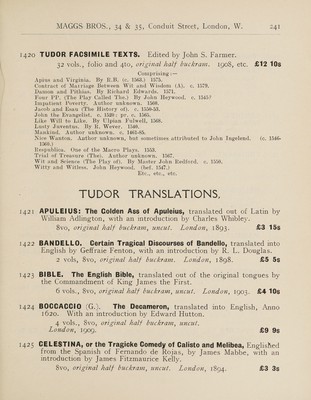 MAGGS BROS., 34 & 35, Conduit Street, London, W. 241
1420 TUDOR FACSIMILE TEXTS. Edited by John S. Farmer.
32 vols., folio and 4to, original half buckram. 1908, etc. £12 10s
Comprising:—
Apius and Virginia. By R.B. (c. 1563.) 1575.
Contract of Marriage Between Wit and Wisdom (A). c. 1579.
Damon and Pithias. By Richard Edwards. 1571.
Four PP. (The Play Called The.) By John Heywood. c. 1545?
Impatient Poverty. Author unknown. 1560.
Jacob and Esau (The History of). c. 1550-53.
John the Evangelist. c. 1520; pr. c. 1565.
Like Will to Like. By Ulpian Fulwell, 1568.
Lusty Juventus. By R. Wever. 1540.
Mankind. Author unknown. c. 1461-85.
Nice Wanton. Author unknown, but sometimes attributed to John Ingelend. (c. 1546-
1560.)
Respublica. One of the Macro Plays. 1553.
Trial of Treasure (The). Author unknown. 1567.
Wit and Science (The Play of). By Master John Redford. c. 1550.
Witty and Witless. John Heywood. (bef. 1547.)
Etc., etc., etc.
TUDOR TRANSLATIONS.
1421 APULEIUS: The Golden Ass of Apuleius, translated out of Latin by
William Adlington, with an introduction by Charles Whibley.
8vo, original half buckram, uncut. London, 1893. £3 15s
1422 BANDELLO. Certain Tragical Discourses of Bandello, translated into
English by Geffraie Fenton, with an introduction by R. L. Douglas.
2 vols, 8vo, original half buckram. London, 1898. £5 5s
1423 BIBLE. The English Bible, translated out of the original tongues by
the Commandment of King James the First.
6 vols., 8vo, original half buckram, uncut. London, 1903. £4 10s
1424 BOCCACCIO (G.). The Decameron, translated into English, Anno
1620. With an introduction by Edward Hutton.
4 vols., 8vo, original half buckram, uncut.
London, 1909. £9 9s
1425 CELESTINA, or the Tragicke Comedy of Calisto and Melibea, Englished
from the Spanish of Fernando de Rojas, by James Mabbe, with an
introduction by James Fitzmaurice Kelly.
8vo, original half buckram, uncut. London, 1894. £3 3s